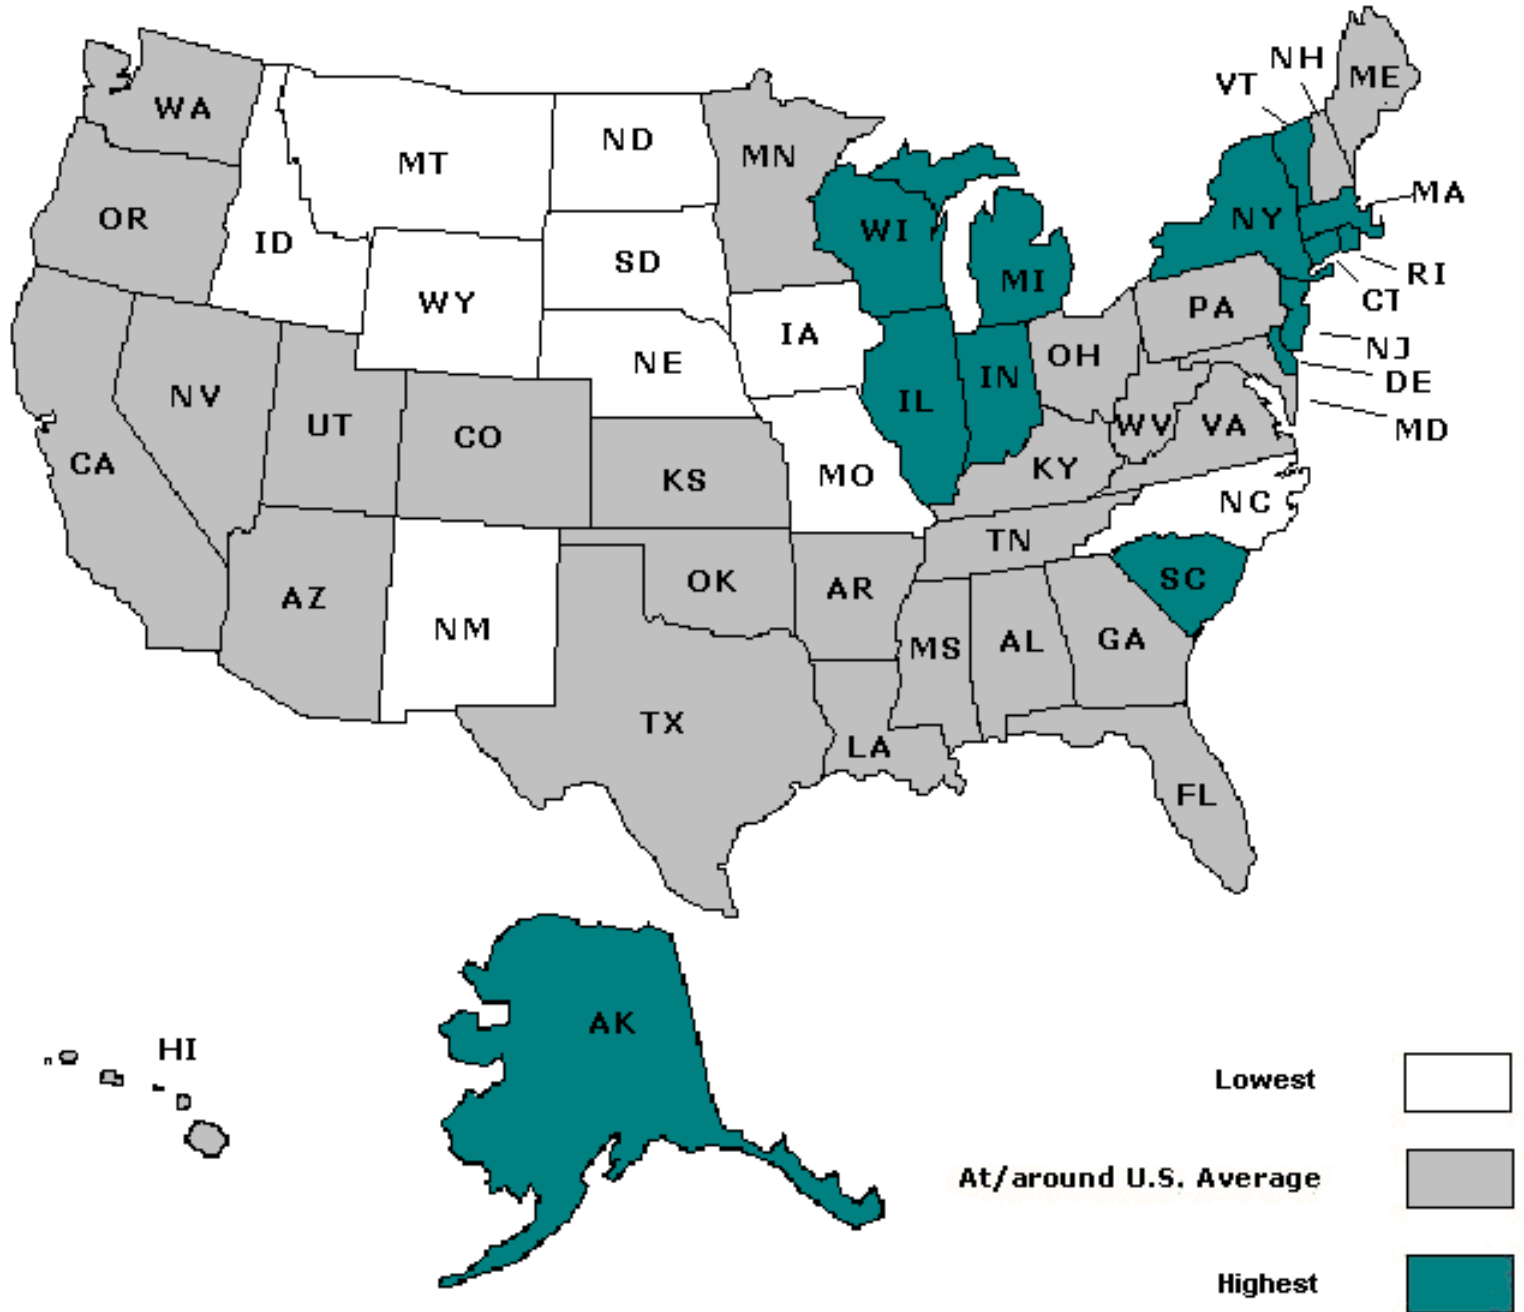 NH
ME
VT
WA
ND
MN
MT
MA
OR
WI
NY
ID
SD
RI
MI
CT
WY
PA
IA
NJ
OH
NE
IN
DE
NV
IL
UT
WV
VA
MD
CO
CA
KY
MO
KS
NC
TN
SC
OK
AR
AZ
NM
MS
AL
GA
TX
LA
FL
AK
HI
Lowest
At/around U.S. Average
Highest